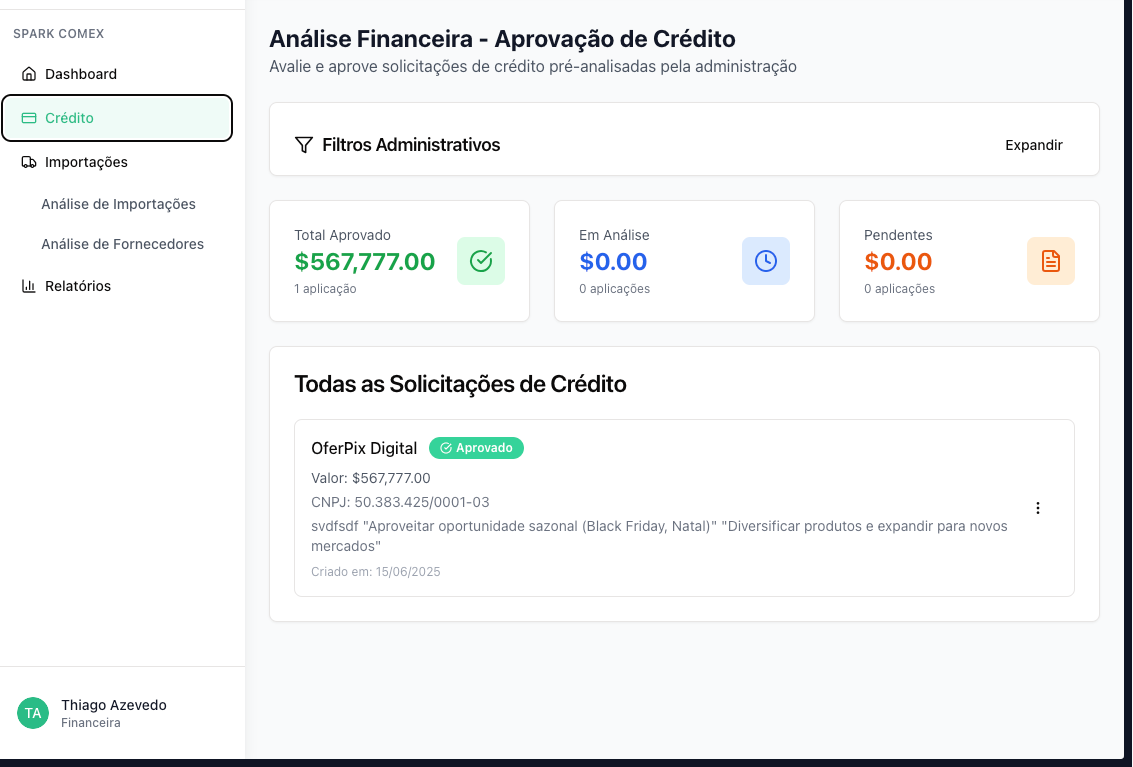 SPARK COMEX
Dashboard
Crédito
Importações
Análise de Importações
Análise de Fornecedores
Relatórios
TA
Thiago Azevedo
Financeira
Análise Financeira - Aprovação de Crédito
Avalie e aprove solicitações de crédito pré-analisadas pela administração
Filtros Administrativos
Expandir
Total Aprovado
$567,777.00
1 aplicação
Em Análise
$0.00
0 aplicações
Pendentes
$0.00
0 aplicações
Todas as Solicitações de Crédito
OferPix Digital
Aprovado
Valor: $567,777.00
CNPJ: 50.383.425/0001-03
svdfsdf "Aproveitar oportunidade sazonal (Black Friday, Natal)" "Diversificar produtos e expandir para novos
mercados"
Criado em: 15/06/2025